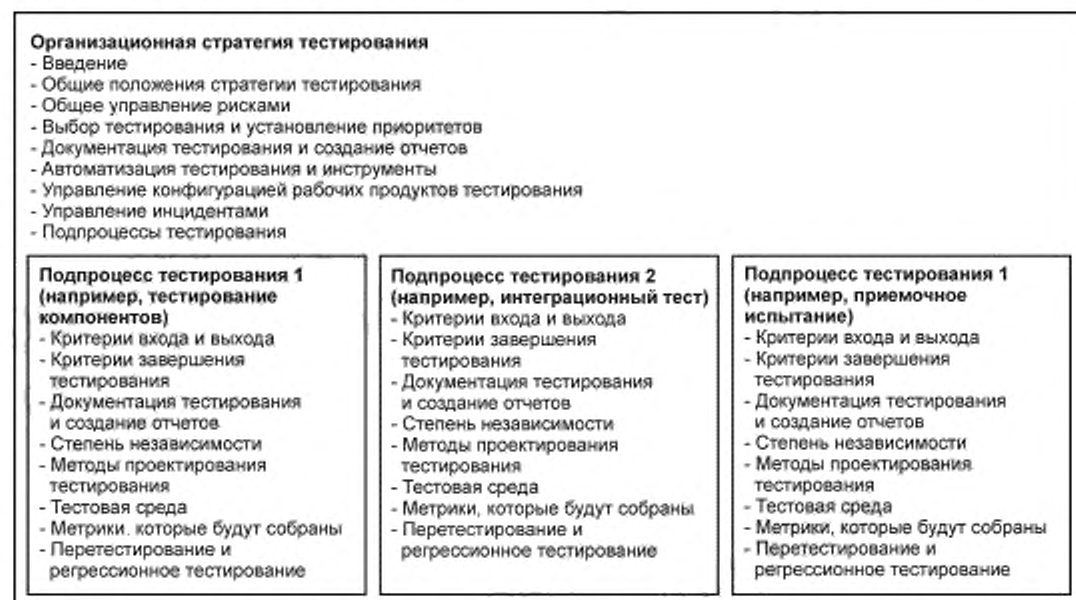 Организационная стратегия тестирования
- Введение
- Общие положения стратегии тестирования
- Общее управление рисками
- Выбор тестирования и установление приоритетов
- Документация тестирования и создание отчетов
- Автоматизация тестирования и инструменты
- Управление конфигурацией рабочих продуктов тестирования
- Управление инцидентами
- Подпроцессы тестирования
Подпроцесс тестирования 1
(например, тестирование
компонентов)
- Критерии входа и выхода
- Критерии завершения
тестирования
- Документация тестирования
и создание отчетов
- Степень независимости
- Методы проектирования
тестирования
- Тестовая среда
- Метрики. которые будут собраны
- Перетестирование и
регрессионное тестирование
Подпроцесс тестирования 2
(например, интеграционный тест)
- Критерии входа и выхода
- Критерии завершения
тестирования
- Документация тестирования
и создание отчетов
- Степень независимости
- Методы проектирования
тестирования
- Тестовая среда
- Метрики, которые будут собраны
- Перетестирование и
регрессионное тестирование
Подпроцесс тестирования 1
(например, приемочное
испытание)
- Критерии входа и выхода
- Критерии завершения
тестирования
- Документация тестирования
и создание отчетов
- Степень независимости
- Методы проектирования
тестирования
- Тестовая среда
- Метрики, которые будут собраны
- Перетестирование и
регрессионное тестирование